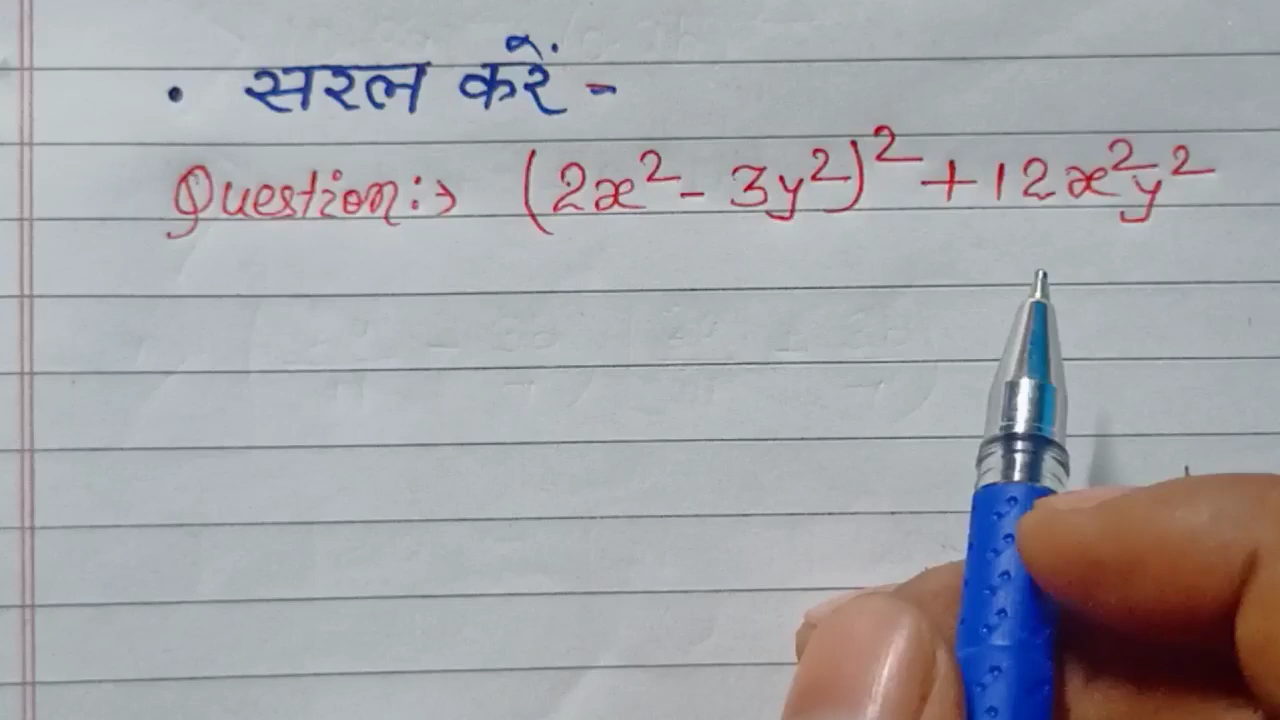 • सरल करें -
Question:> (2x² - 3y²)² + 12x²y²